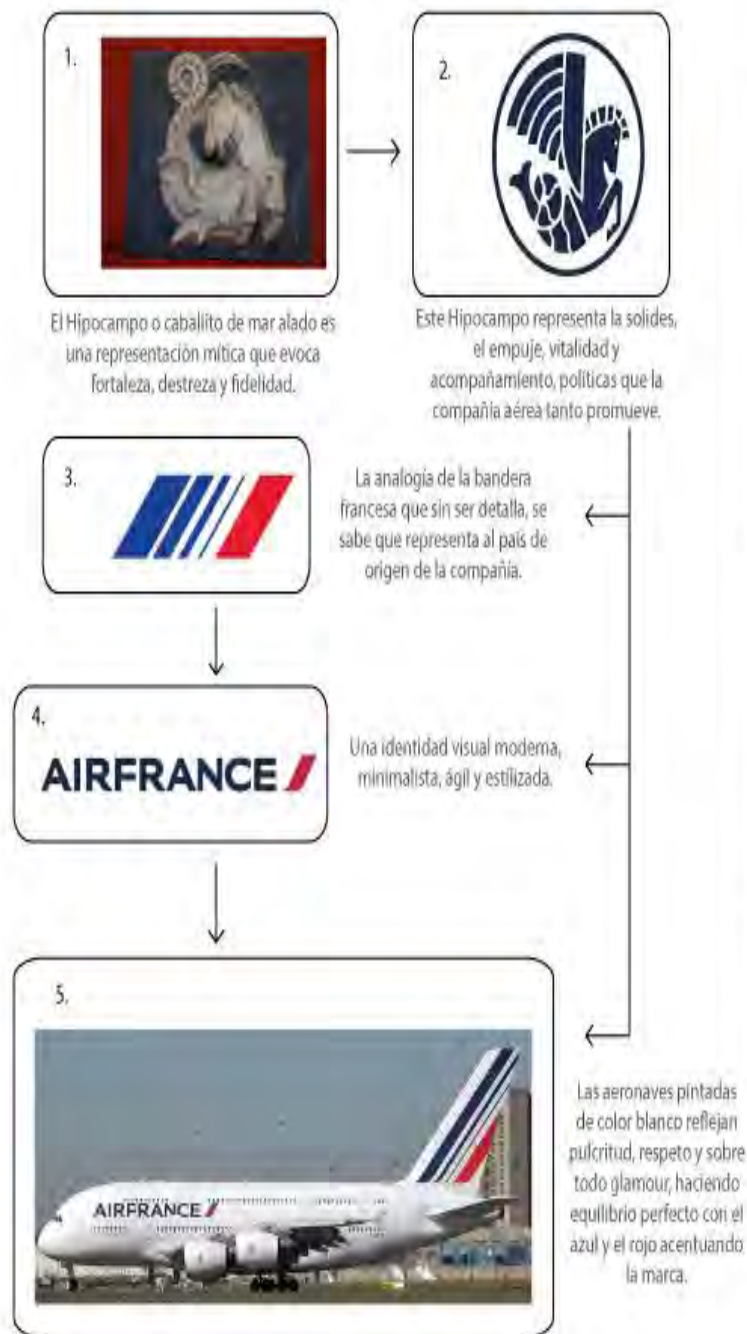 1.
El Hipocampo o caballito de mar alado es
una representación mítica que evoca
fortaleza, destreza y fidelidad.
2.
Este Hipocampo representa la solides,
el empuje, vitalidad y
acompañamiento, políticas que la
compañia aérea tanto promueve.
3.
La analogía de la bandera
francesa que sin ser detalla, se
sabe que representa al país de
origen de la compañía.
4.
AIRFRANCE
Una identidad visual moderna,
minimalista, ágil y estilizada.
5.
AIRFRANCE
Las aeronaves pintadas
de color blanco reflejan
pulcritud, respeto y sobre
todo glamour, haciendo
equilibrio perfecto con el
azul y el rojo acentuando
la marca.